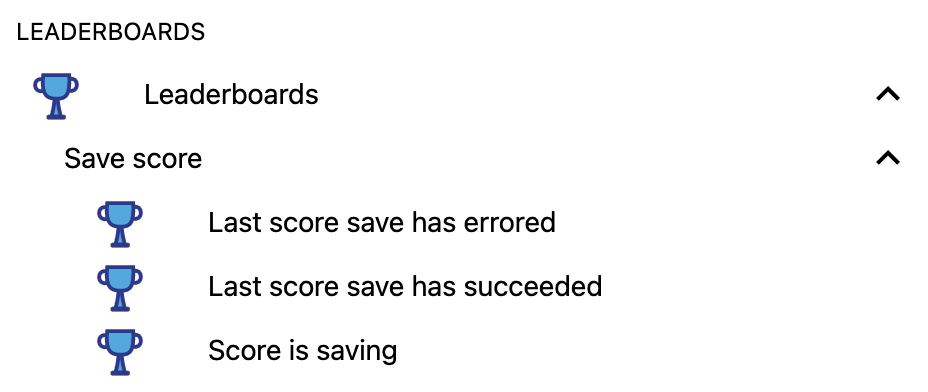 LEADERBOARDS
Leaderboards
Save score
Last score save has errored
Last score save has succeeded
Score is saving